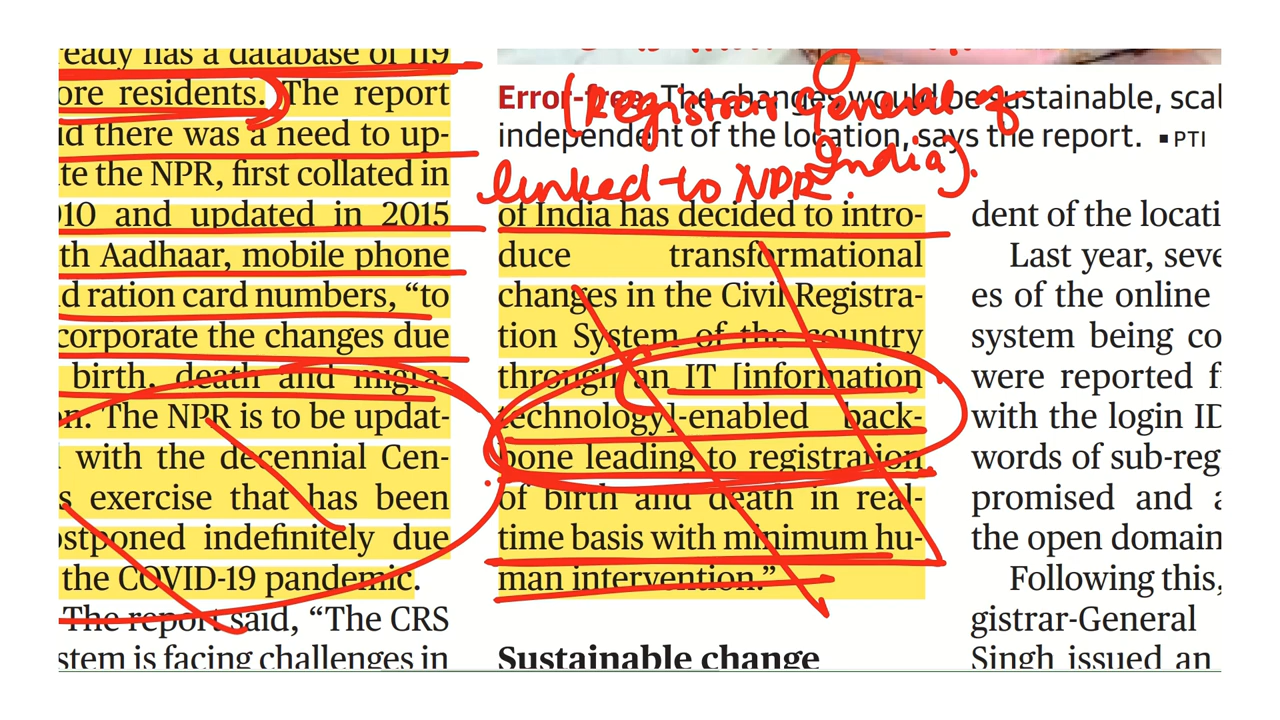 ready has a database of 119
ore residents. The report
id there was a need to up-
te the NPR, first collated in
010 and updated in 2015
th Aadhaar, mobile phone
d ration card numbers, “to
corporate the changes due
birth, death and migra-
n. The NPR is to be updat-
with the decennial Cen-
s exercise that has been
ostponed indefinitely due
the COVID-19 pandemic.
The report said, “The CRS
stem is facing challenges in
Error-free: The changes would be sustainable, scal
independent of the location, says the report. ▪ PTI
(Registrar General of
India).
linked to NPR.
of India has decided to intro-
duce transformational
changes in the Civil Registra-
tion System of the country
through an IT [information
technology]-enabled back-
bone leading to registration
of birth and death in real-
time basis with minimum hu-
man intervention.”
Sustainable change
dent of the locati
Last year, seve
es of the online
system being co
were reported f
with the login ID
words of sub-reg
promised and a
the open domain
Following this,
gistrar-General
Singh issued an